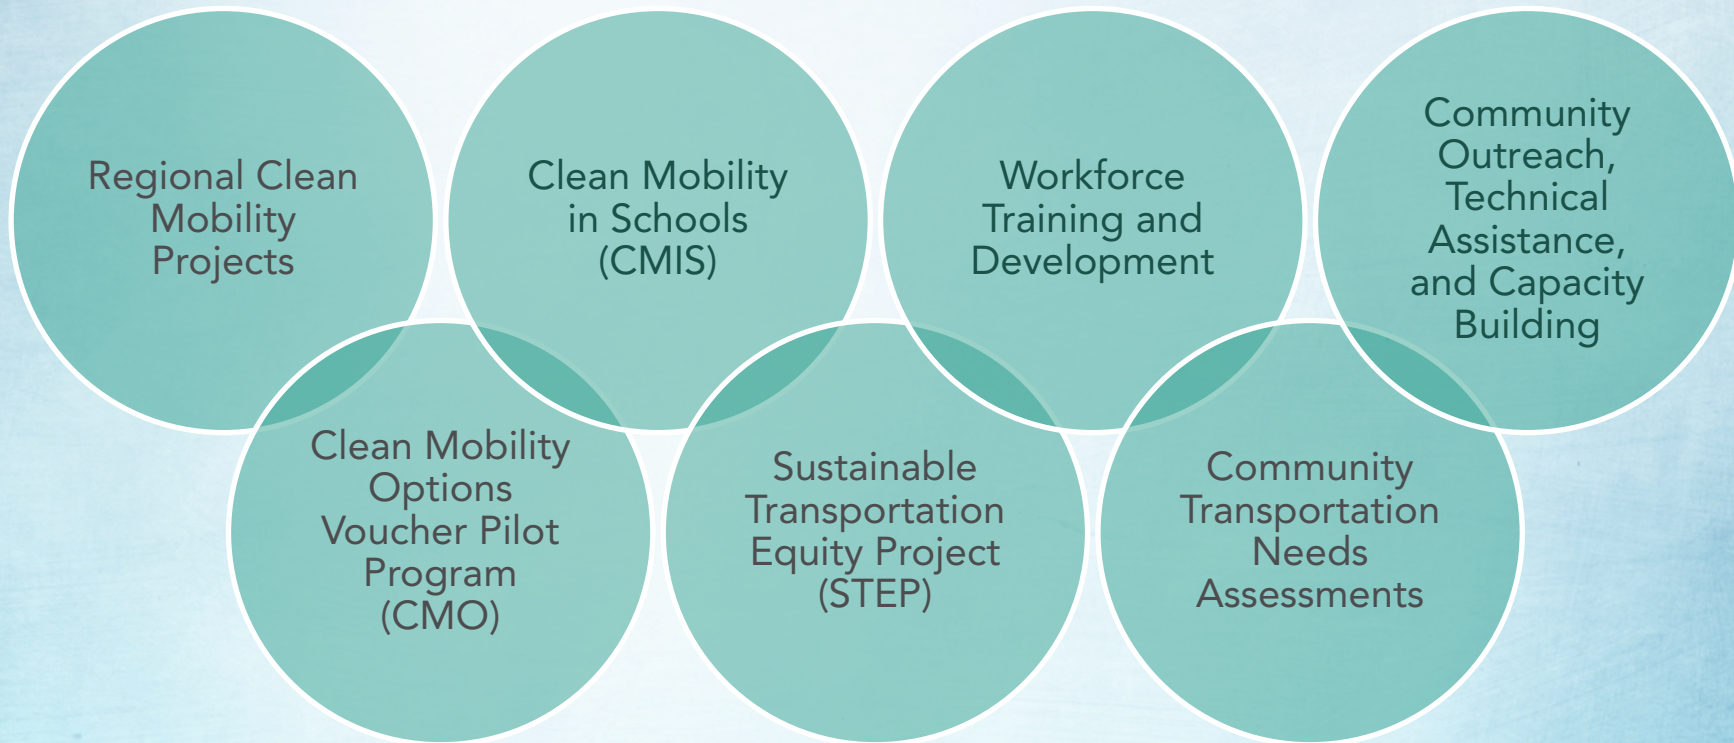 Regional Clean
Mobility
Projects
Clean Mobility
in Schools
(CMIS)
Workforce
Training and
Development
Community
Outreach,
Technical
Assistance,
and Capacity
Building
Clean Mobility
Options
Voucher Pilot
Program
(CMO)
Sustainable
Transportation
Equity Project
(STEP)
Community
Transportation
Needs
Assessments